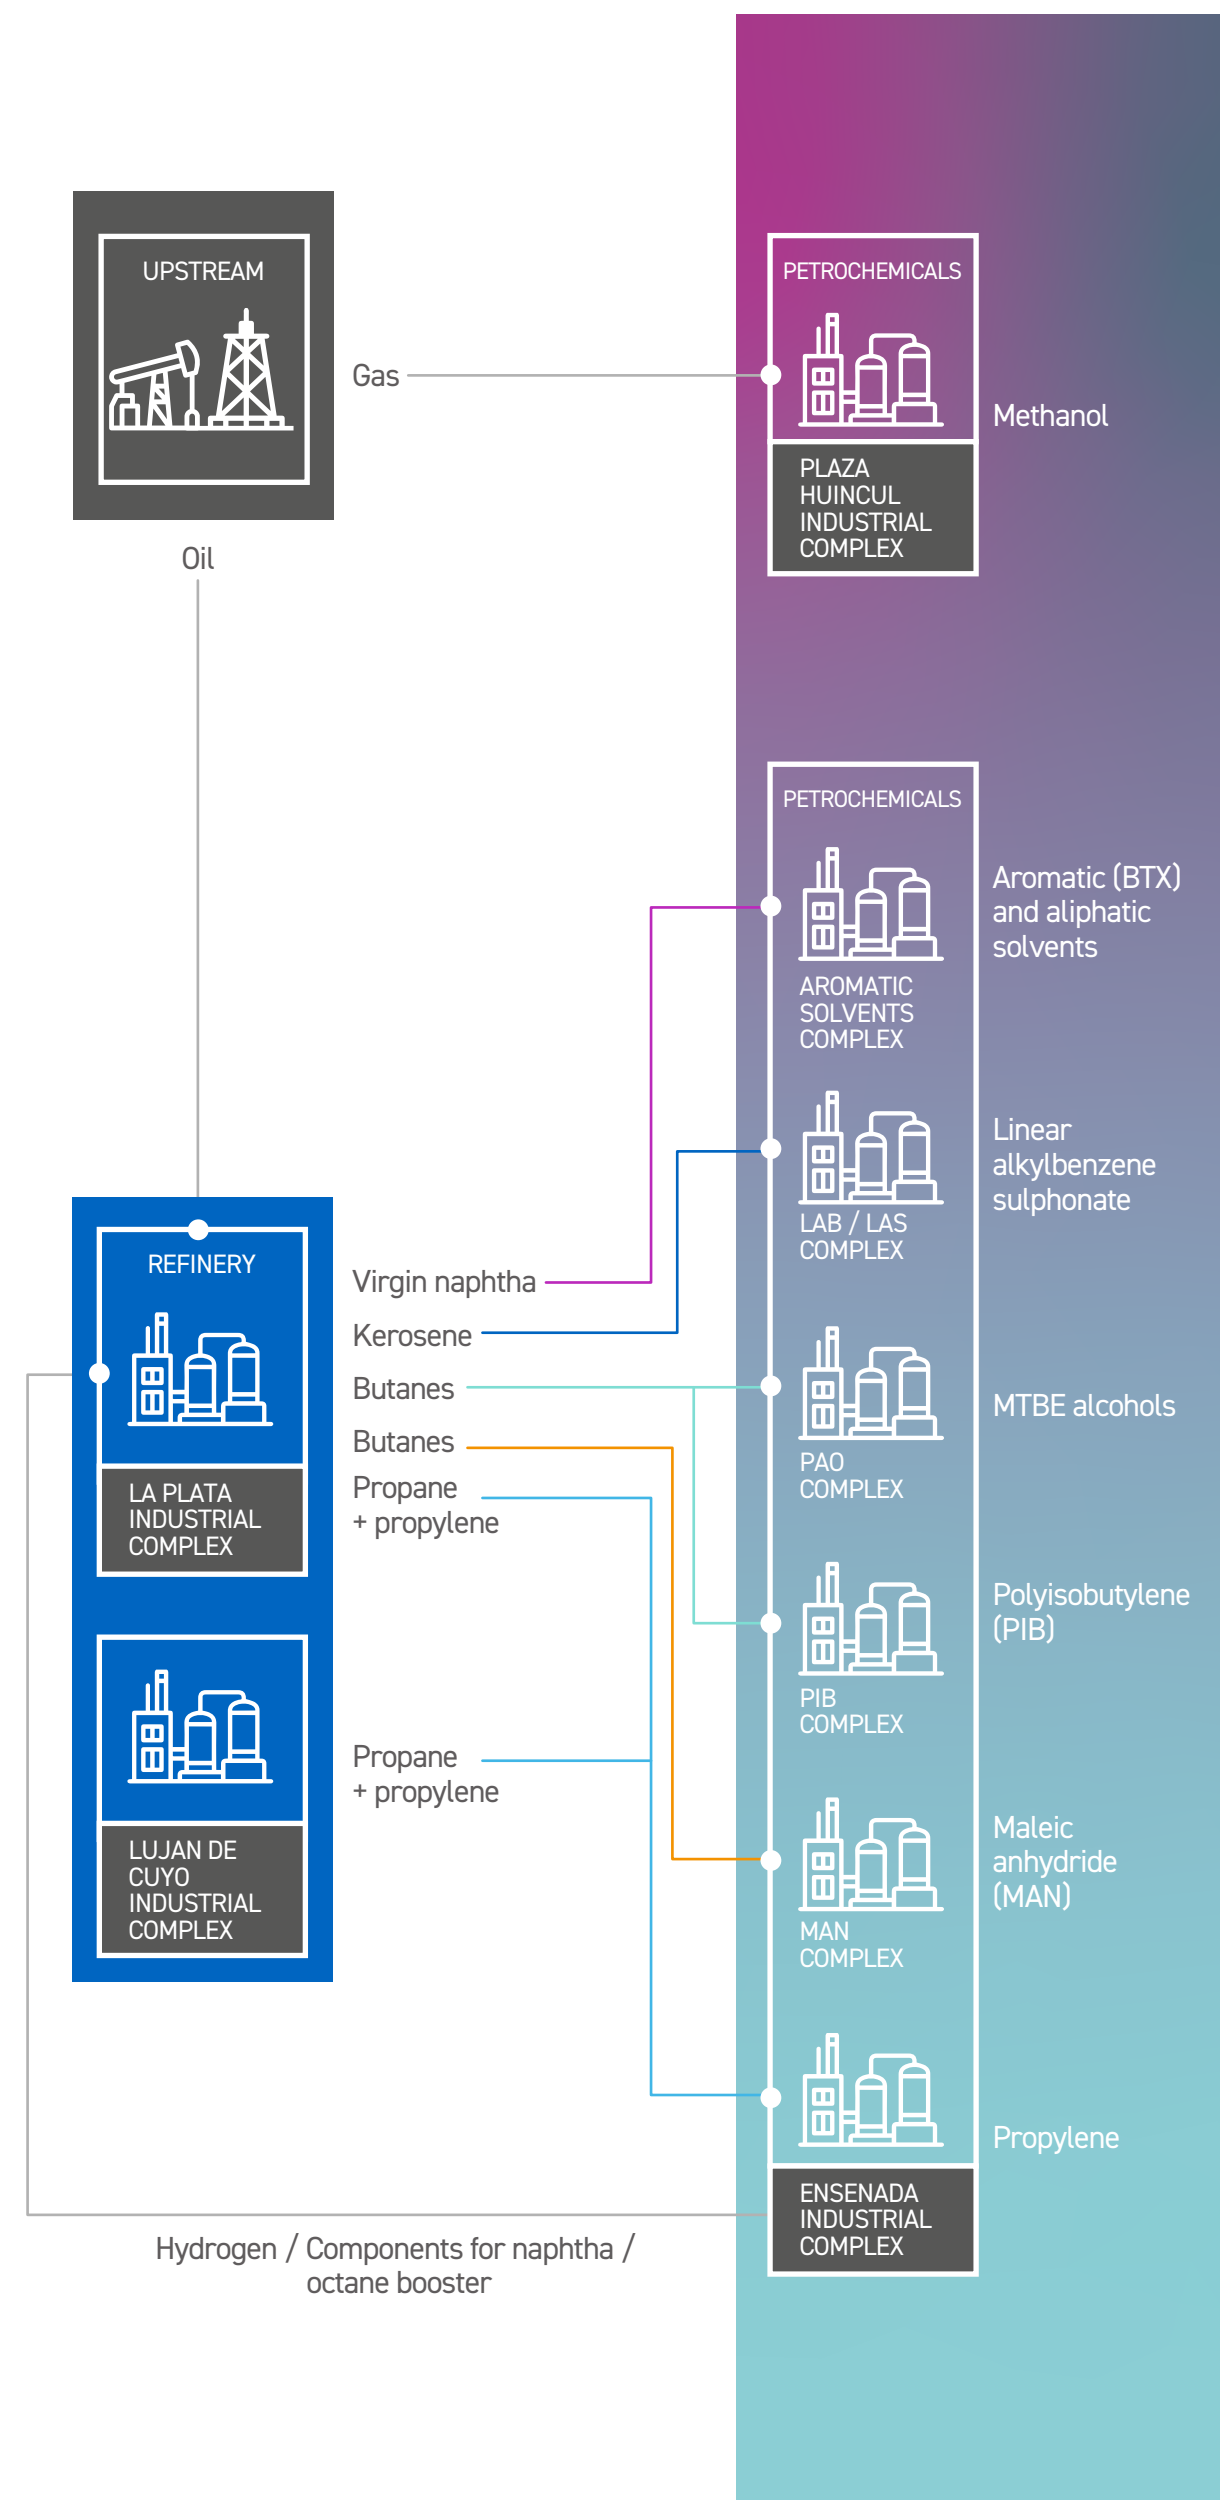 UPSTREAM
Gas
Oil
PETROCHEMICALS
Methanol
PLAZA
HUINCUL
INDUSTRIAL
COMPLEX
PETROCHEMICALS
Aromatic (BTX)
and aliphatic
solvents
AROMATIC
SOLVENTS
COMPLEX
Linear
alkylbenzene
sulphonate
LAB / LAS
COMPLEX
REFINERY
LA PLATA
INDUSTRIAL
COMPLEX
Virgin naphtha
Kerosene
Butanes
Butanes
Propane
+ propylene
MTBE alcohols
PAO
COMPLEX
Polyisobutylene
(PIB)
PIB
COMPLEX
LUJAN DE
CUYO
INDUSTRIAL
COMPLEX
Propane
+ propylene
Maleic
anhydride
(MAN)
MAN
COMPLEX
Propylene
ENSENADA
INDUSTRIAL
COMPLEX
Hydrogen / Components for naphtha /
octane booster